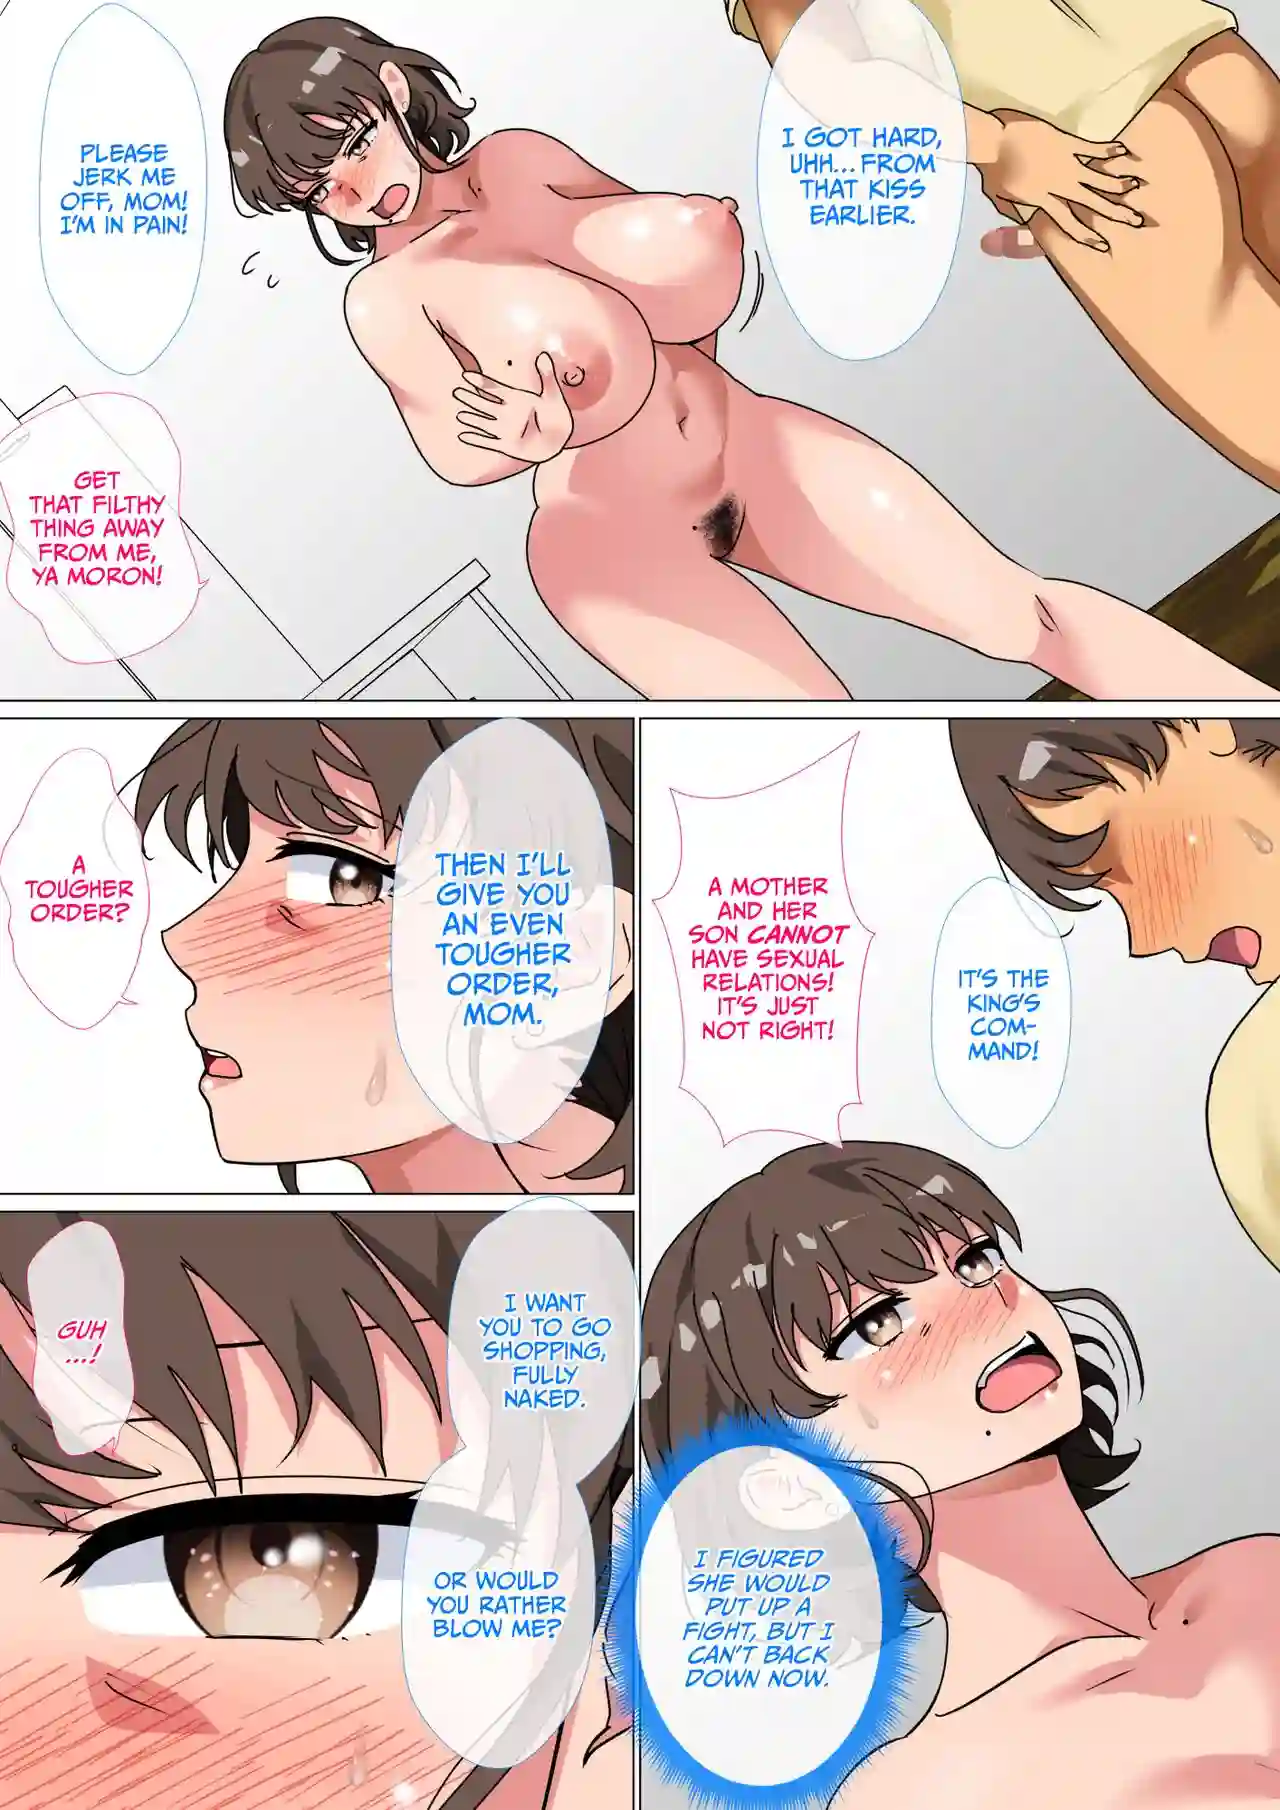 I GOT HARD,
UHH... FROM
THAT KISS
EARLIER.
PLEASE
JERK ME
OFF, MOM!
I'M IN PAIN!
GET
THAT FILTHY
THING AWAY
FROM ME,
YA MORON!
IT'S THE
KING'S
COM-
MAND!
A MOTHER
AND HER
SON CANNOT
HAVE SEXUAL
RELATIONS!
IT'S JUST
NOT RIGHT!
I FIGURED
SHE WOULD
PUT UP A
FIGHT, BUT I
CAN'T BACK
DOWN NOW.
THEN I'LL
GIVE YOU
AN EVEN
TOUGHER
ORDER,
MOM.
A
TOUGHER
ORDER?
I WANT
YOU TO GO
SHOPPING,
FULLY
NAKED.
OR WOULD
YOU RATHER
BLOW ME?
GUH
...!